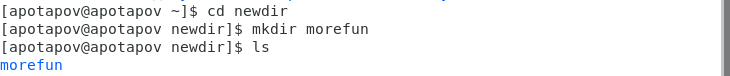 [apotapov@apotapov ~]$ cd newdir
[apotapov@apotapov newdir]$ mkdir morefun
[apotapov@apotapov newdir]$ ls
morefun